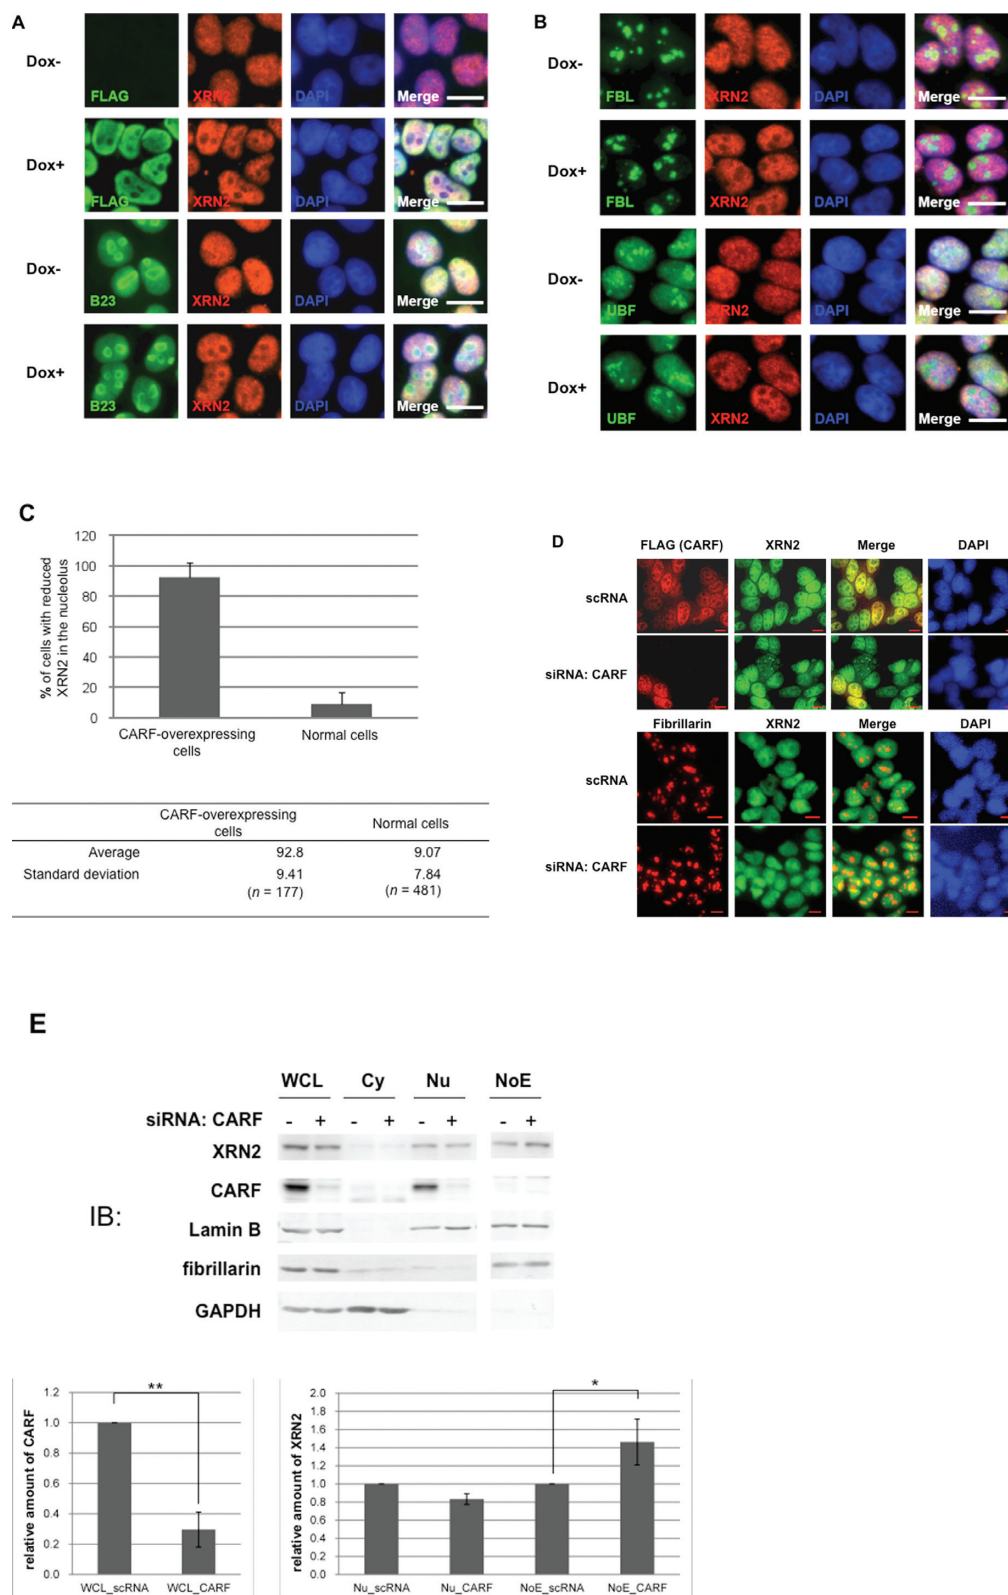 A
Dox-
FLAG
XRN2
DAPI
Merge
Dox+
FLAG
XRN2
DAPI
Merge
Dox-
B23
XRN2
DAPI
Merge
Dox+
B23
XRN2
DAPI
Merge
B
Dox-
FBL
XRN2
DAPI
Merge
Dox+
FBL
XRN2
DAPI
Merge
Dox-
UBF
XRN2
DAPI
Merge
Dox+
UBF
XRN2
DAPI
Merge
C
% of cells with reduced
XRN2 in the nucleolus
120
100
80
60
40
20
0
CARF-overexpressing
cells
Normal cells
CARF-overexpressing
cells
Normal cells
Average 92.8 9.07
Standard deviation 9.41 7.84
(n = 177) (n = 481)
D
FLAG (CARF) XRN2 Merge DAPI
scRNA
siRNA: CARF
Fibrillarin XRN2 Merge DAPI
scRNA
siRNA: CARF
E
WCL Cy Nu NoE
siRNA: CARF - + - + - + - +
XRN2
CARF
IB:
Lamin B
fibrillarin
GAPDH
relative amount of CARF
1.2
1.0
0.8
0.6
0.4
0.2
0.0
**
WCL_scRNA WCL_CARF
relative amount of XRN2
2.0
1.8
1.6
1.4
1.2
1.0
0.8
0.6
0.4
0.2
0.0
*
Nu_scRNA Nu_CARF NoE_scRNA NoE_CARF